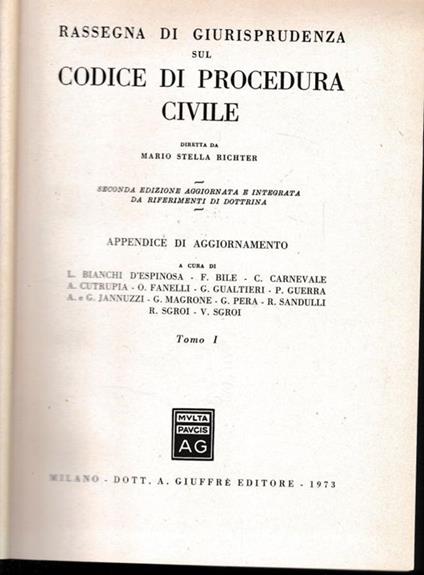 RASSEGNA DI GIURISPRUDENZA
SUL
CODICE DI PROCEDURA
CIVILE
DIRETTA DA
MARIO STELLA RICHTER
SECONDA EDIZIONE AGGIORNATA E INTEGRATA
DA RIFERIMENTI DI DOTTRINA
APPENDICE DI AGGIORNAMENTO
A CURA DI
L. BIANCHI D'ESPINOSA - F. BILE - C. CARNEVALE
A. CUTRUPIA - O. FANELLI - G. GUALTIERI - P. GUERRA
A. e G. JANNUZZI - G. MAGRONE - G. PERA - R. SANDULLI
R. SGROI - V. SGROI
Tomo I
MVLTA
PAVCIS
AG
MILANO - DOTT. A. GIUFFRÈ EDITORE - 1973